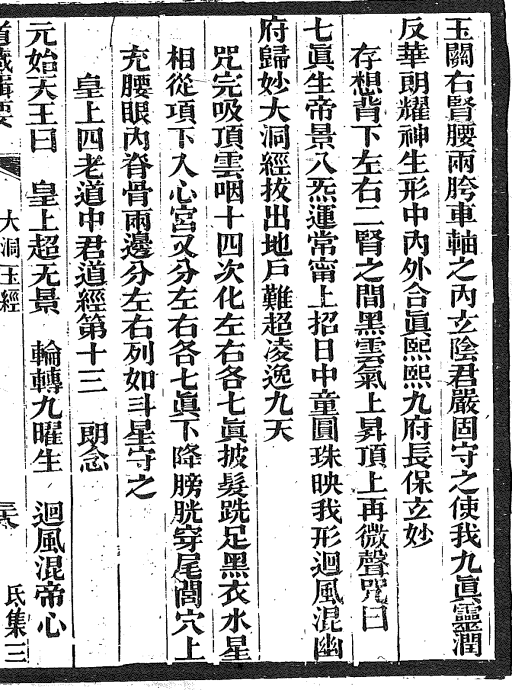 玉關右腎腰兩胯車軸之內玄陰君嚴固守之使我九眞靈潤
反華朗耀神生形中內外合眞熙熙九府長保玄妙
存想背下左右二腎之間黑雲氣上昇頂上再微聲咒曰
七眞生帝景八炁運常甯上招日中童圓珠映我形迴風混幽
府歸妙大洞經拔出地戶難超凌逸九天
咒完吸頂雲咽十四次化左右各七眞披髮跣足黑衣水星
相從項下入心宮又分左右各七眞下降膀胱穿尾閭穴上
充腰眼內脊骨兩邊分左右列如斗星守之
皇上四老道中君道經第十三 朗念
元始天王曰 皇上超无景 輪轉九曜生 迴風混帝心
道藏輯要 大洞玉經 氐集三